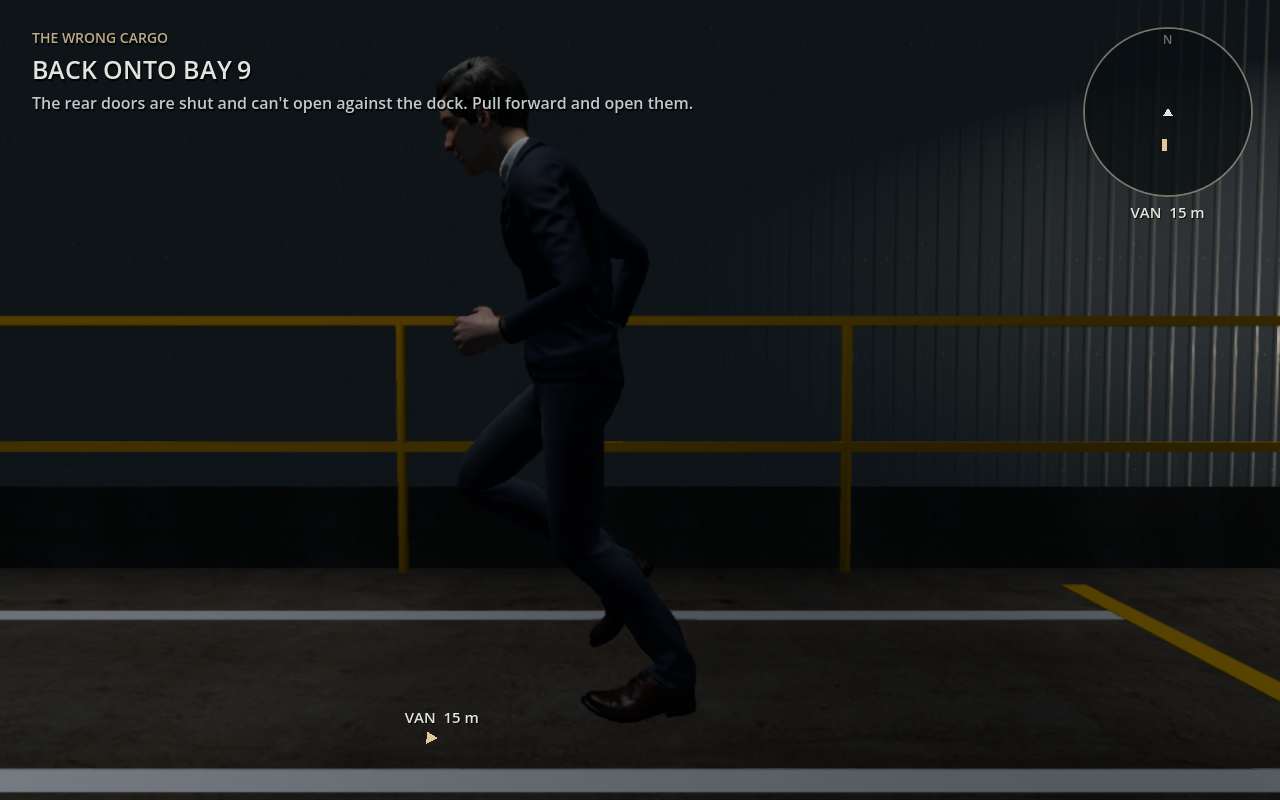 THE WRONG CARGO
BACK ONTO BAY 9
The rear doors are shut and can't open against the dock. Pull forward and open them.
N
VAN 15 m
VAN 15 m